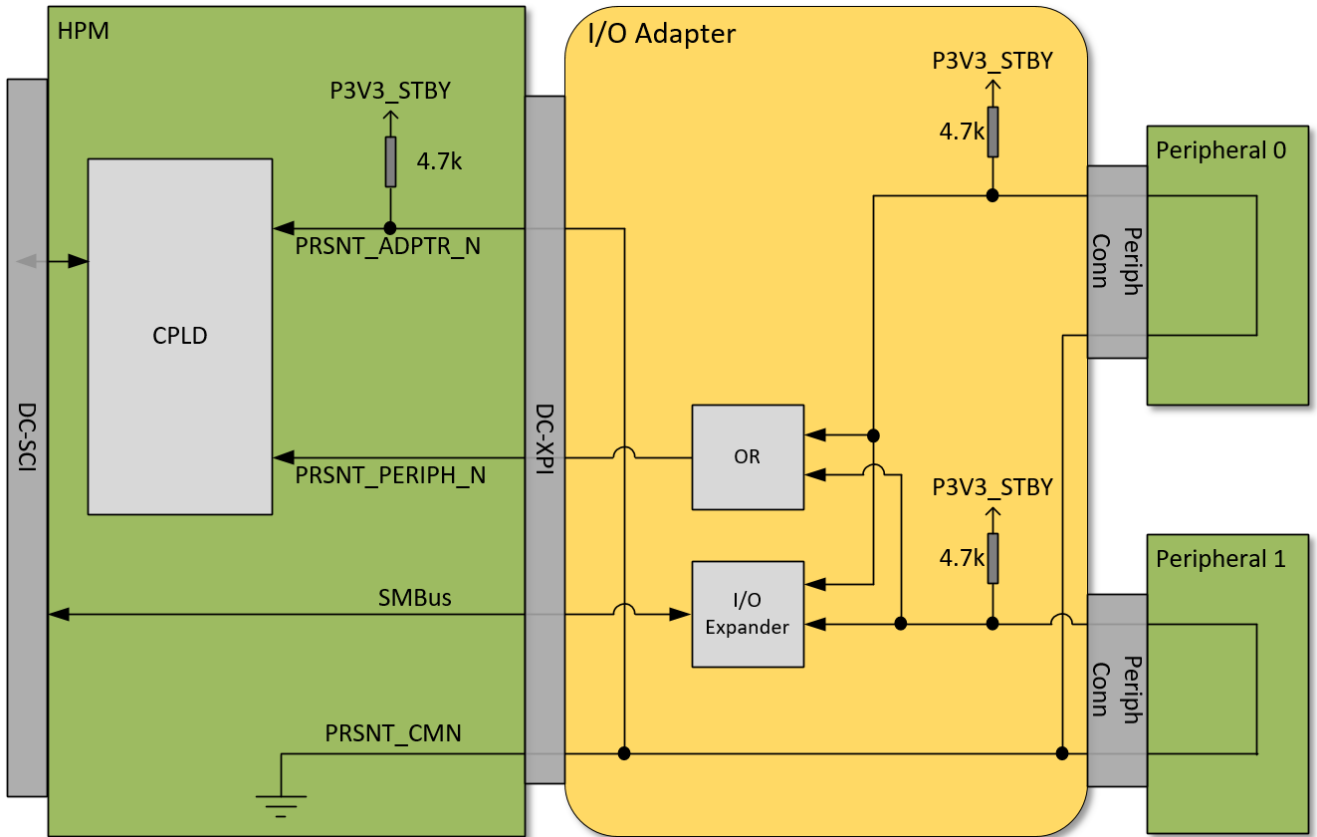 HPM
I/O Adapter
P3V3_STBY
4.7k
P3V3_STBY
4.7k
Peripheral 0
Periph
Conn
PRSNT_ADPTR_N
CPLD
DC-SCI
DC-XPI
OR
PRSNT_PERIPH_N
P3V3_STBY
4.7k
Peripheral 1
SMBus
I/O
Expander
Periph
Conn
PRSNT_CMN